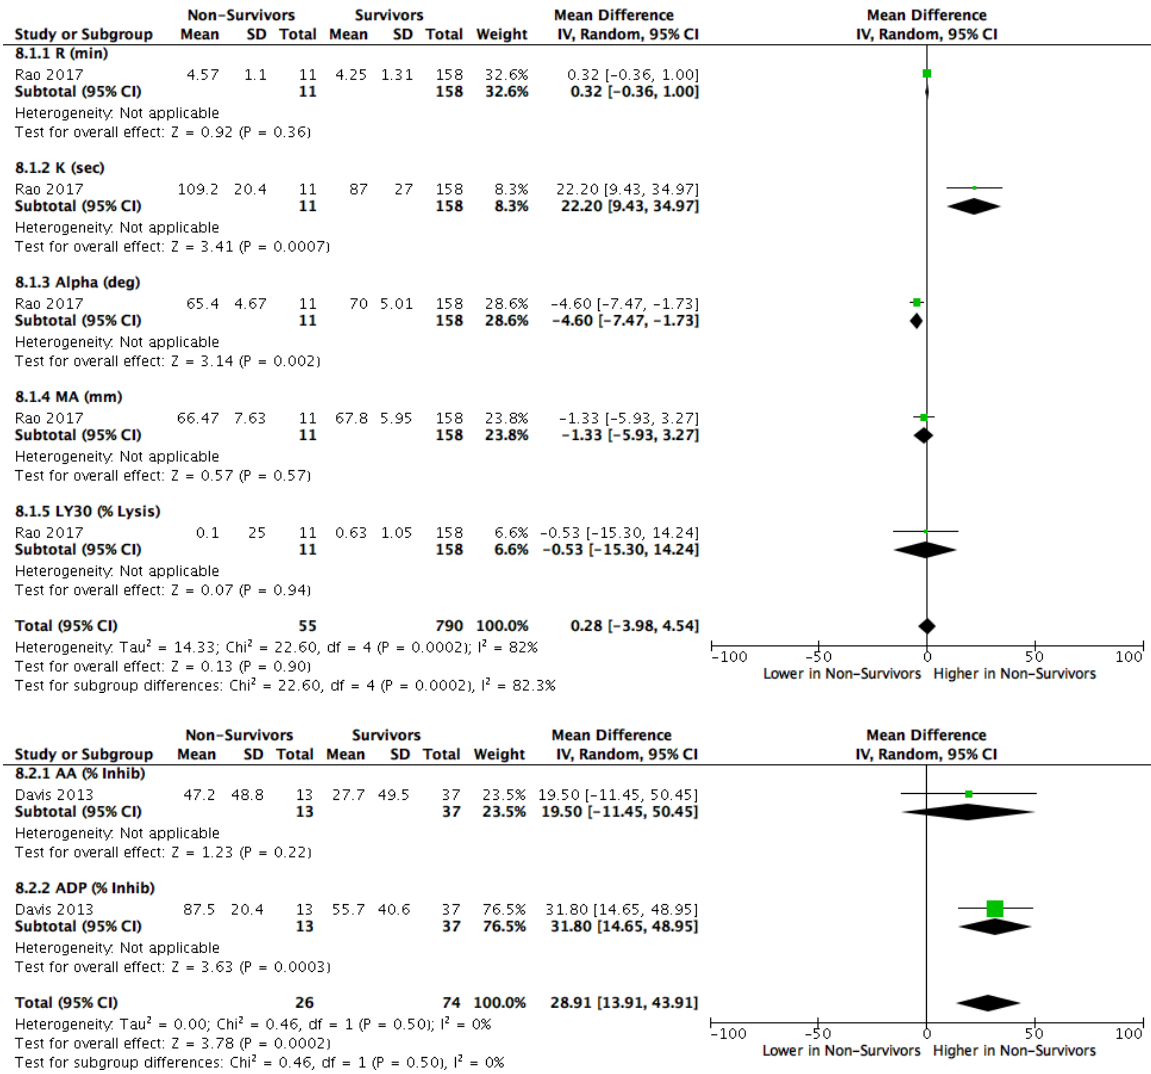 Non-Survivors Survivors Mean Difference Mean Difference
Study or Subgroup Mean SD Total Mean SD Total Weight IV, Random, 95% CI IV, Random, 95% CI
8.1.1 R (min)
Rao 2017 4.57 1.1 11 4.25 1.31 158 32.6% 0.32 [-0.36, 1.00]
Subtotal (95% CI) 11 158 32.6% 0.32 [-0.36, 1.00]
Heterogeneity: Not applicable
Test for overall effect: Z = 0.92 (P = 0.36)
8.1.2 K (sec)
Rao 2017 109.2 20.4 11 87 27 158 8.3% 22.20 [9.43, 34.97]
Subtotal (95% CI) 11 158 8.3% 22.20 [9.43, 34.97]
Heterogeneity: Not applicable
Test for overall effect: Z = 3.41 (P = 0.0007)
8.1.3 Alpha (deg)
Rao 2017 65.4 4.67 11 70 5.01 158 28.6% -4.60 [-7.47, -1.73]
Subtotal (95% CI) 11 158 28.6% -4.60 [-7.47, -1.73]
Heterogeneity: Not applicable
Test for overall effect: Z = 3.14 (P = 0.002)
8.1.4 MA (mm)
Rao 2017 66.47 7.63 11 67.8 5.95 158 23.8% -1.33 [-5.93, 3.27]
Subtotal (95% CI) 11 158 23.8% -1.33 [-5.93, 3.27]
Heterogeneity: Not applicable
Test for overall effect: Z = 0.57 (P = 0.57)
8.1.5 LY30 (% Lysis)
Rao 2017 0.1 25 11 0.63 1.05 158 6.6% -0.53 [-15.30, 14.24]
Subtotal (95% CI) 11 158 6.6% -0.53 [-15.30, 14.24]
Heterogeneity: Not applicable
Test for overall effect: Z = 0.07 (P = 0.94)
Total (95% CI) 55 790 100.0% 0.28 [-3.98, 4.54]
Heterogeneity: Tau² = 14.33; Chi² = 22.60, df = 4 (P = 0.0002); I² = 82%
Test for overall effect: Z = 0.13 (P = 0.90)
Test for subgroup differences: Chi² = 22.60, df = 4 (P = 0.0002), I² = 82.3%
-100 -50 0 50 100
Lower in Non-Survivors Higher in Non-Survivors
Non-Survivors Survivors Mean Difference Mean Difference
Study or Subgroup Mean SD Total Mean SD Total Weight IV, Random, 95% CI IV, Random, 95% CI
8.2.1 AA (% Inhib)
Davis 2013 47.2 48.8 13 27.7 49.5 37 23.5% 19.50 [-11.45, 50.45]
Subtotal (95% CI) 13 37 23.5% 19.50 [-11.45, 50.45]
Heterogeneity: Not applicable
Test for overall effect: Z = 1.23 (P = 0.22)
8.2.2 ADP (% Inhib)
Davis 2013 87.5 20.4 13 55.7 40.6 37 76.5% 31.80 [14.65, 48.95]
Subtotal (95% CI) 13 37 76.5% 31.80 [14.65, 48.95]
Heterogeneity: Not applicable
Test for overall effect: Z = 3.63 (P = 0.0003)
Total (95% CI) 26 74 100.0% 28.91 [13.91, 43.91]
Heterogeneity: Tau² = 0.00; Chi² = 0.46, df = 1 (P = 0.50); I² = 0%
Test for overall effect: Z = 3.78 (P = 0.0002)
Test for subgroup differences: Chi² = 0.46, df = 1 (P = 0.50), I² = 0%
-100 -50 0 50 100
Lower in Non-Survivors Higher in Non-Survivors